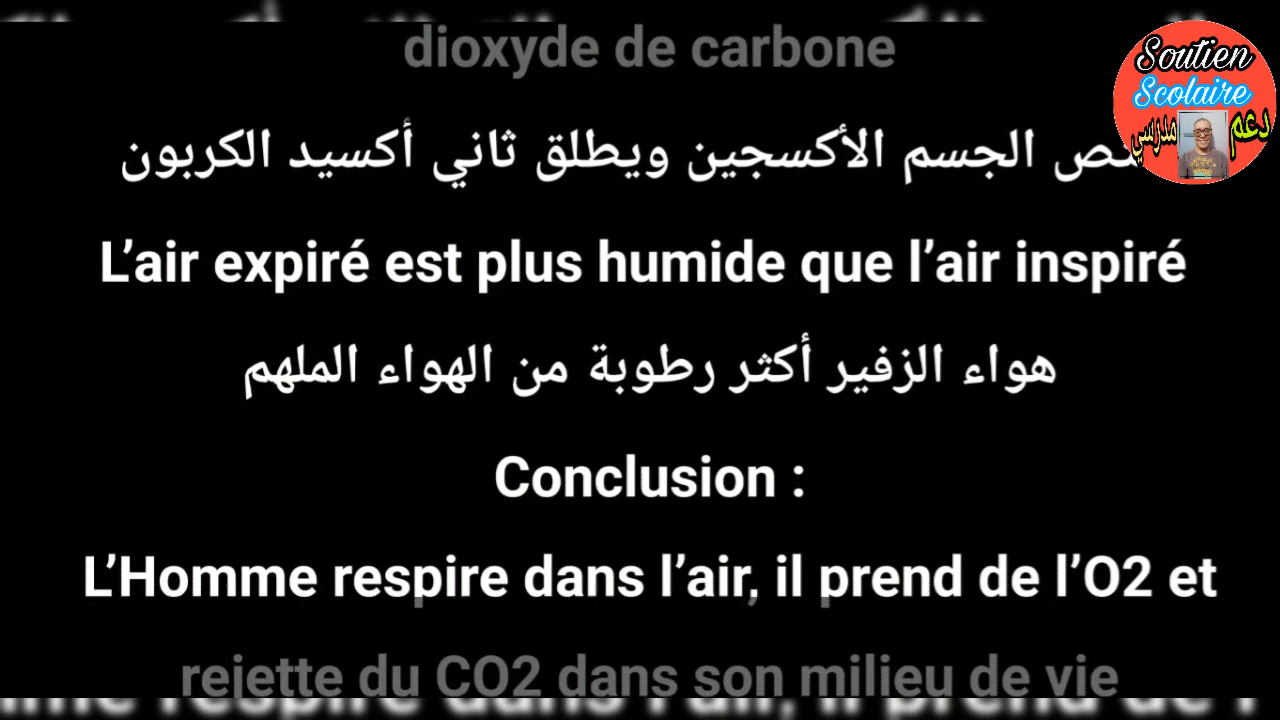 dioxyde de carbone
الجسم الأكسجين ويطلق ثاني أكسيد الكربون
L’air expiré est plus humide que l’air inspiré
هواء الزفير أكثر رطوبة من الهواء الملهم
Conclusion :
L’Homme respire dans l’air, il prend de l’O2 et
rejette du CO2 dans son milieu de vie
Soutien
Scolaire
دعم مدرسي